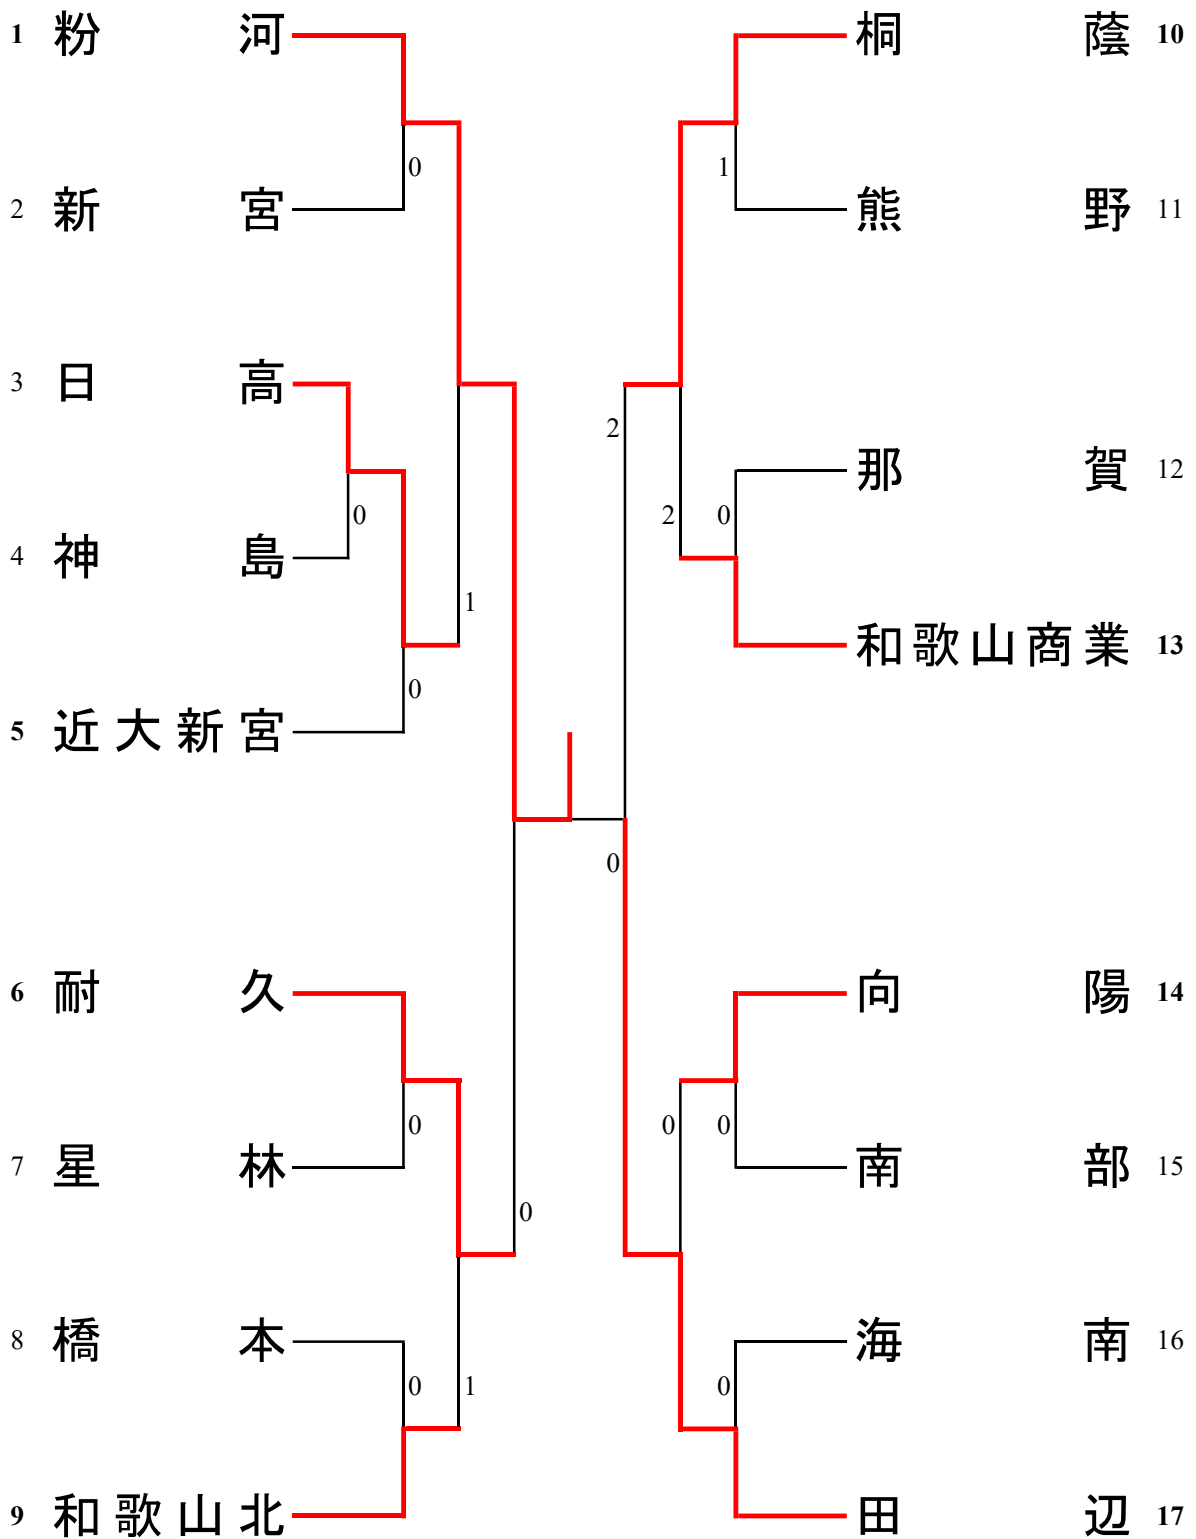 1 粉河
0
2 新宮
3 日高
0
4 神島
1
0
5 近大新宮
6 耐久
0
7 星林
0
8 橋本
0 1
9 和歌山北
桐蔭 10
1
熊野 11
2
那賀 12
2 0
和歌山商業 13
0
向陽 14
0 0
南部 15
海南 16
0
田辺 17